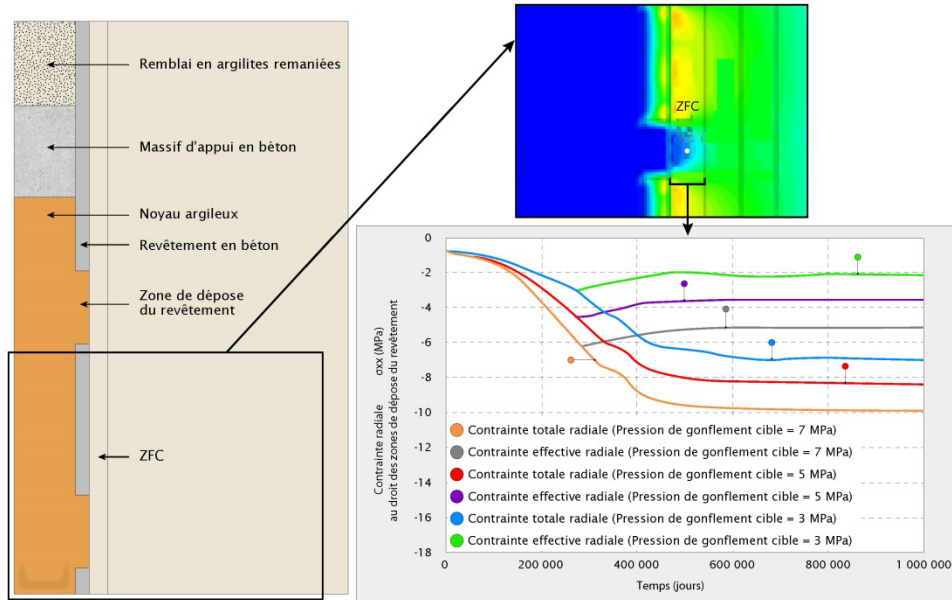 Remblai en argilites remaniées
Massif d'appui en béton
Noyau argileux
Revêtement en béton
Zone de dépose
du revêtement
ZFC
ZFC
Contrainte radiale σxx (MPa)
au droit des zones de dépose du revêtement
0
-2
-4
-6
-8
-10
-12
-14
-16
-18
Contrainte totale radiale (Pression de gonflement cible = 7 MPa)
Contrainte effective radiale (Pression de gonflement cible = 7 MPa)
Contrainte totale radiale (Pression de gonflement cible = 5 MPa)
Contrainte effective radiale (Pression de gonflement cible = 5 MPa)
Contrainte totale radiale (Pression de gonflement cible = 3 MPa)
Contrainte effective radiale (Pression de gonflement cible = 3 MPa)
0 200 000 400 000 600 000 800 000 1 000 000
Temps (jours)